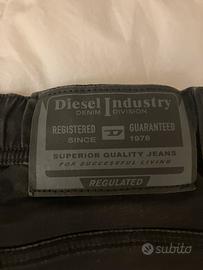 Diesel Industry
DENIM DIVISION
REGISTERED GUARANTEED
SINCE D 1978
SUPERIOR QUALITY JEANS
FOR SUCCESSFUL LIVING
REGULATED
subito